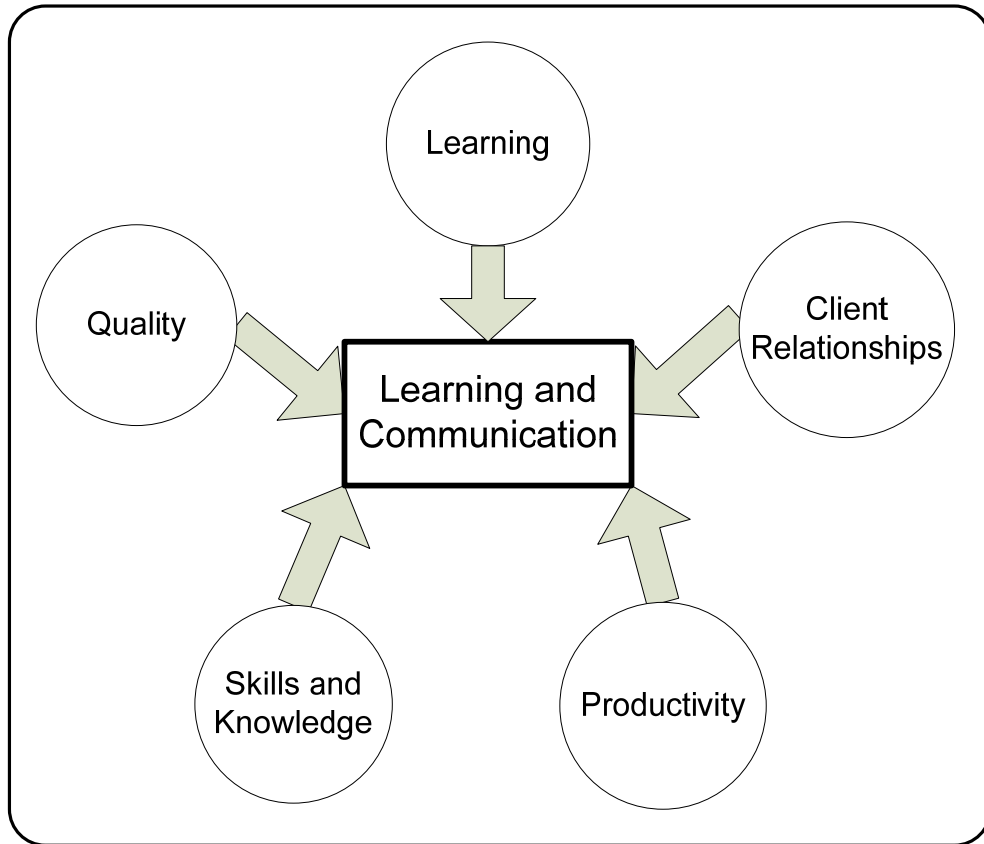 Learning
Quality
Client
Relationships
Learning and
Communication
Skills and
Knowledge
Productivity